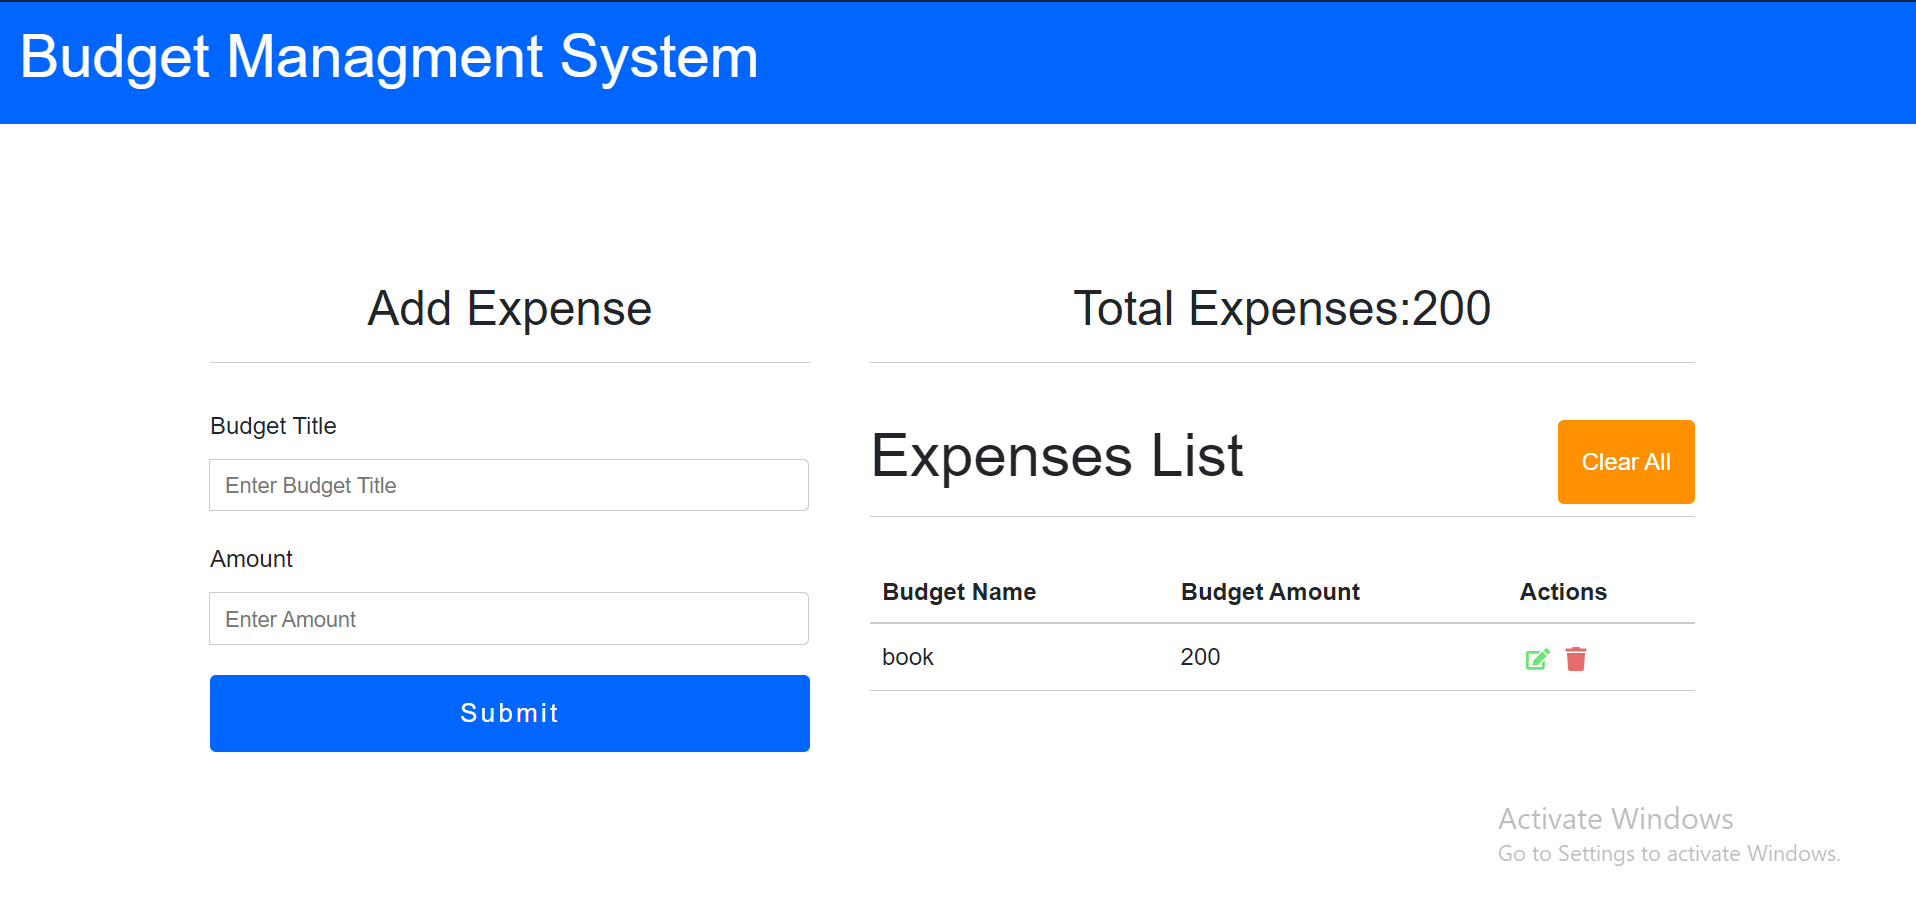 Budget Managment System
Add Expense
Budget Title
Enter Budget Title
Amount
Enter Amount
Submit
Total Expenses:200
Expenses List
Clear All
Budget Name Budget Amount Actions
book 200
Activate Windows
Go to Settings to activate Windows.